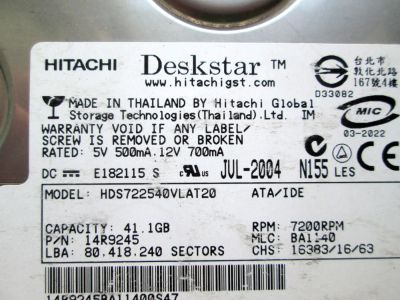 HITACHI Deskstar™
www.hitachigst.com
台北市
敦化北路
167號4樓
D33082
MADE IN THAILAND BY Hitachi Global
Storage Technologies(Thailand).Ltd. IM
MIC
03-2022
WARRANTY VOID IF ANY LABEL/
SCREW IS REMOVED OR BROKEN
RATED: 5V 500mA.12V 700mA
DC E182115 S JUL-2004 N155 LES
MODEL: HDS722540VLAT20 ATA/IDE
CAPACITY: 41.1GB RPM: 7200RPM
P/N: 14R9245 MLC: BA1140
LBA: 80.418.240 SECTORS CHS: 16383/16/63
14R9245BA11400S47